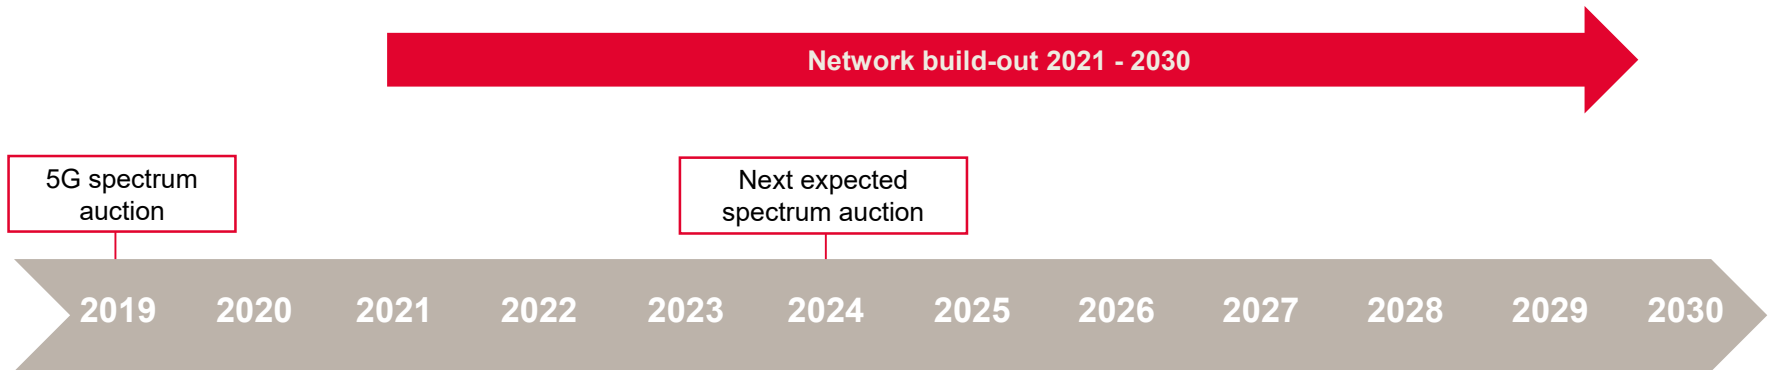 Network build-out 2021 - 2030
5G spectrum
auction
Next expected
spectrum auction
2019 2020 2021 2022 2023 2024 2025 2026 2027 2028 2029 2030